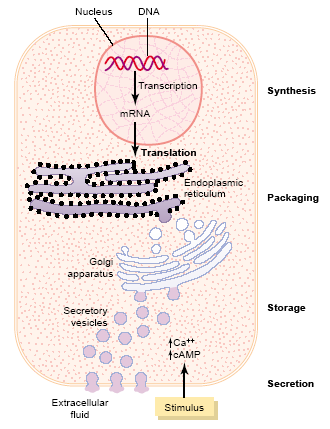 Nucleus
DNA
Synthesis
Transcription
mRNA
Translation
Endoplasmic
reticulum
Packaging
Golgi
apparatus
Secretory
vesicles
Storage
↑Ca++
↑cAMP
Secretion
Extracellular
fluid
Stimulus